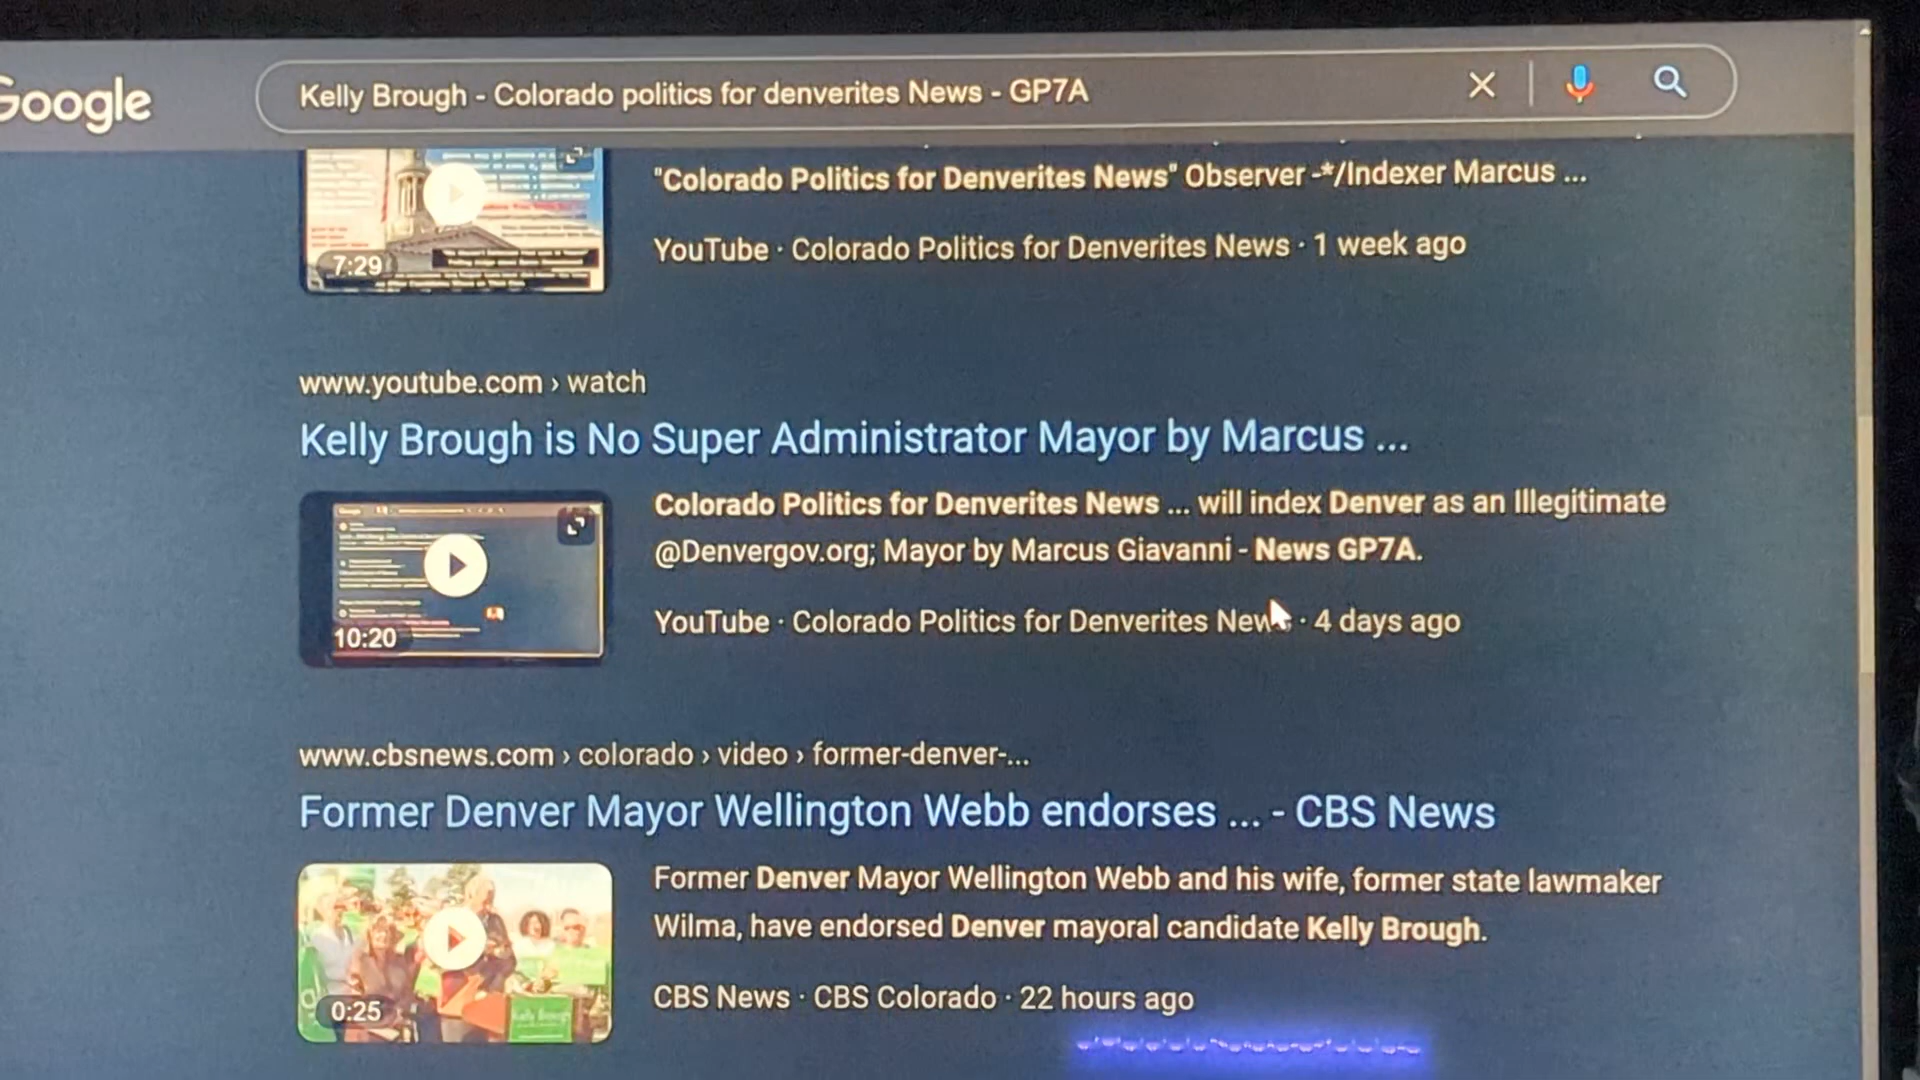 Google
Kelly Brough - Colorado politics for denverites News - GP7A
"Colorado Politics for Denverites News" Observer -*/Indexer Marcus ...
YouTube · Colorado Politics for Denverites News · 1 week ago
7:29
www.youtube.com › watch
Kelly Brough is No Super Administrator Mayor by Marcus ...
Colorado Politics for Denverites News ... will index Denver as an Illegitimate
@Denvergov.org; Mayor by Marcus Giavanni - News GP7A.
YouTube · Colorado Politics for Denverites News · 4 days ago
10:20
www.cbsnews.com › colorado › video › former-denver-...
Former Denver Mayor Wellington Webb endorses ... - CBS News
Former Denver Mayor Wellington Webb and his wife, former state lawmaker
Wilma, have endorsed Denver mayoral candidate Kelly Brough.
CBS News · CBS Colorado · 22 hours ago
0:25